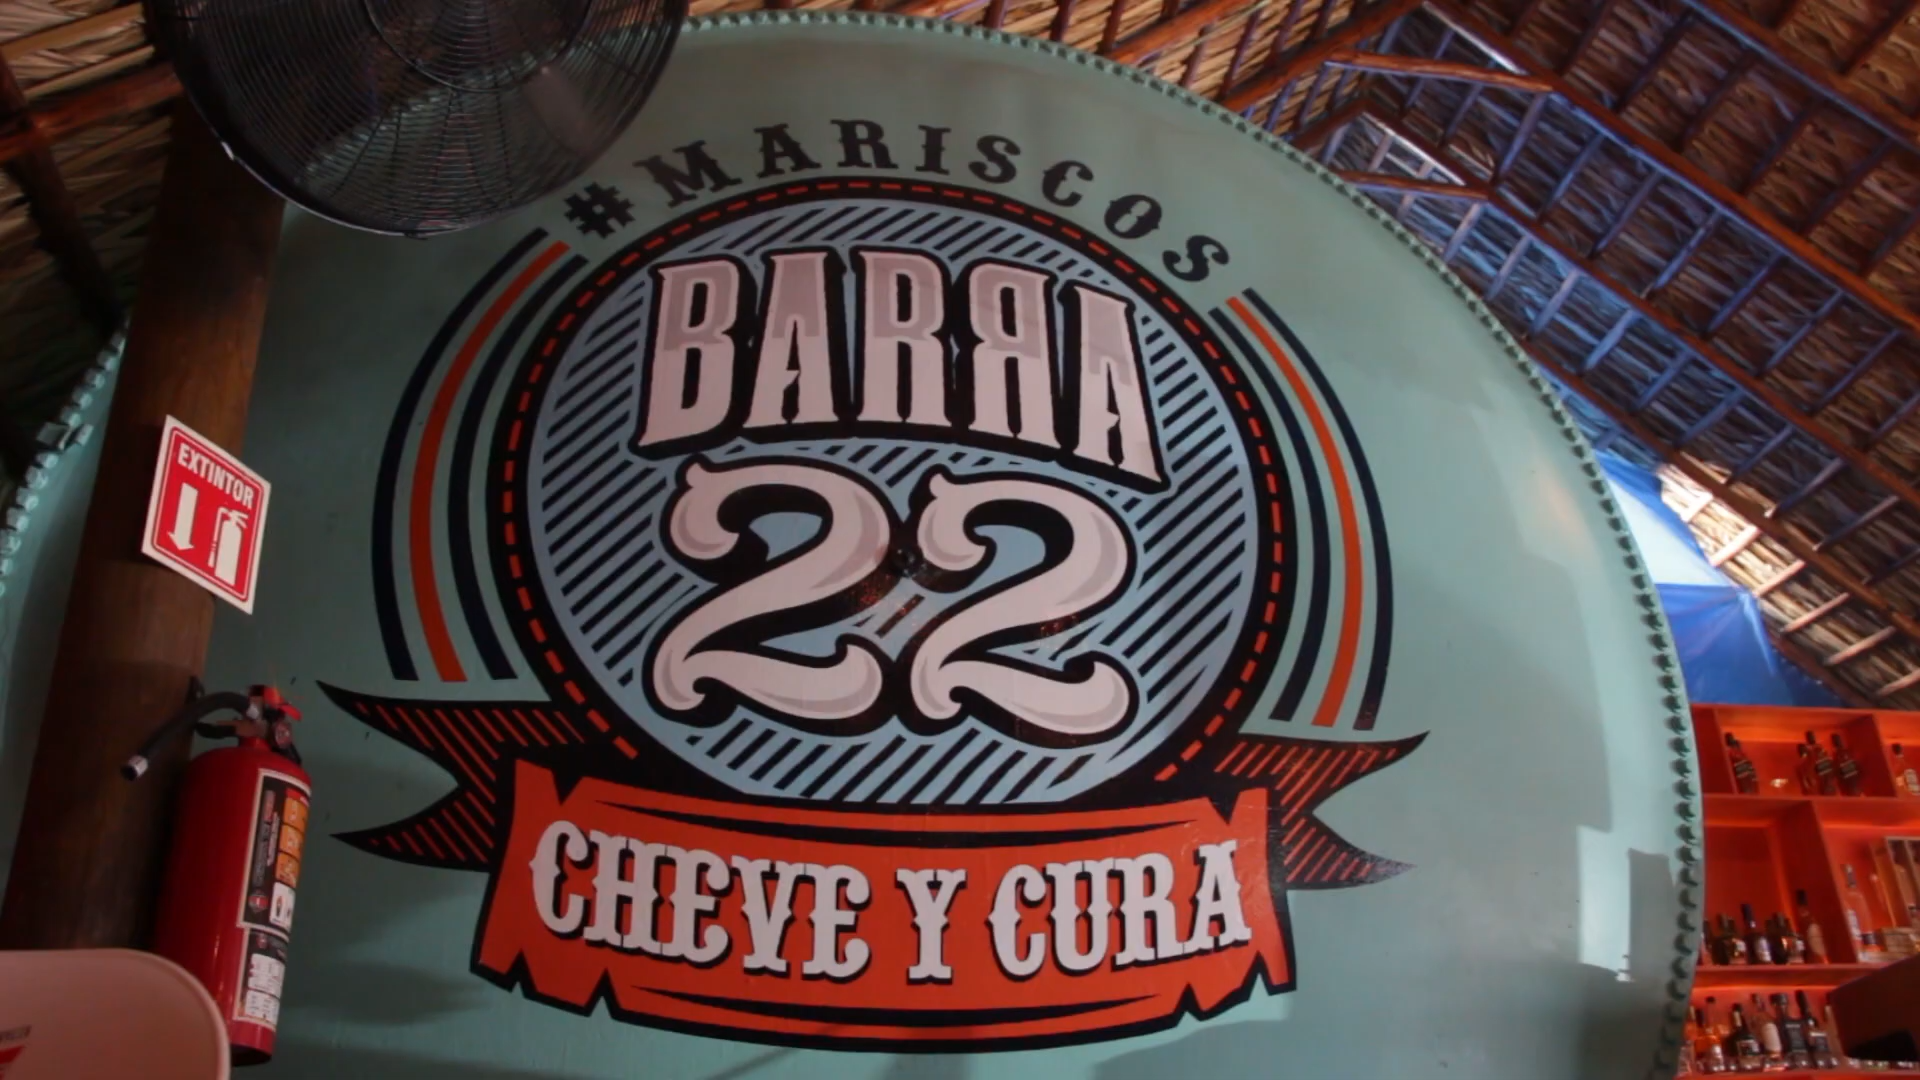 #MARISCOS
BARRA
22
CHEVE Y CURA
EXTINTOR